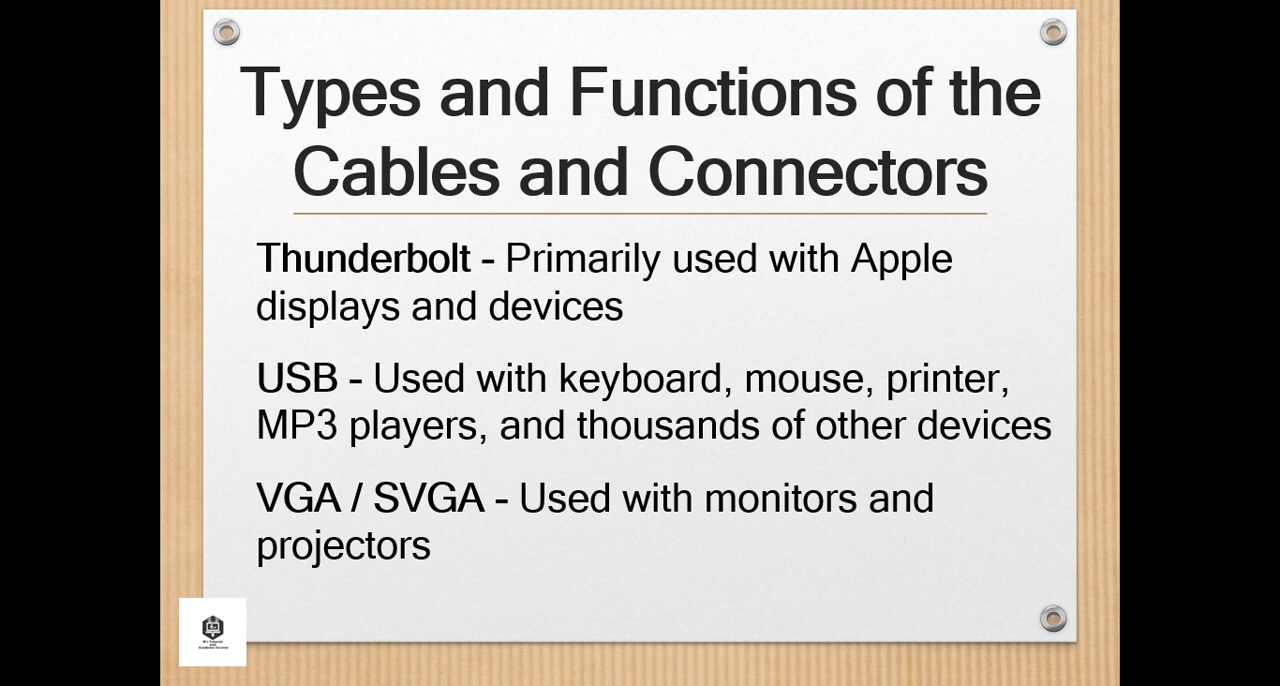 Types and Functions of the
Cables and Connectors
Thunderbolt - Primarily used with Apple
displays and devices
USB - Used with keyboard, mouse, printer,
MP3 players, and thousands of other devices
VGA / SVGA - Used with monitors and
projectors